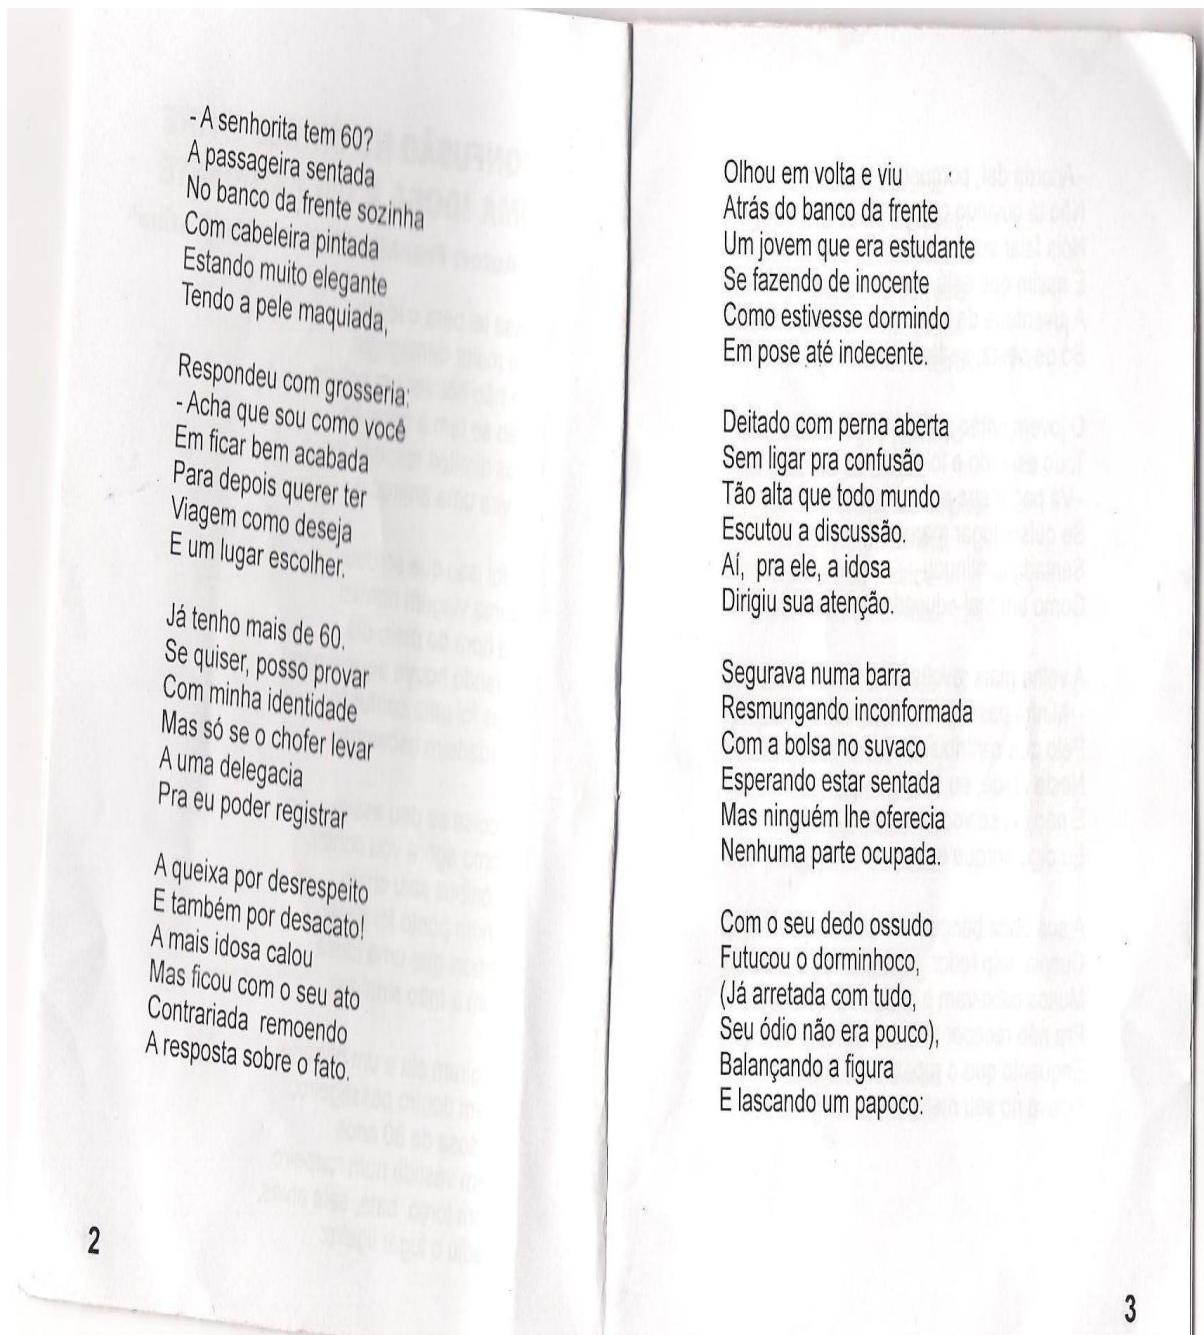 - A senhorita tem 60?
A passageira sentada
No banco da frente sozinha
Com cabeleira pintada
Estando muito elegante
Tendo a pele maquiada,
Respondeu com grosseria:
- Acha que sou como você
Em ficar bem acabada
Para depois querer ter
Viagem como deseja
E um lugar escolher.
Já tenho mais de 60.
Se quiser, posso provar
Com minha identidade
Mas só se o chofer levar
A uma delegacia
Pra eu poder registrar
A queixa por desrespeito
E também por desacato!
A mais idosa calou
Mas ficou com o seu ato
Contrariada remoendo
A resposta sobre o fato.
2
Olhou em volta e viu
Atrás do banco da frente
Um jovem que era estudante
Se fazendo de inocente
Como estivesse dormindo
Em pose até indecente.
Deitado com perna aberta
Sem ligar pra confusão
Tão alta que todo mundo
Escutou a discussão.
Aí, pra ele, a idosa
Dirigiu sua atenção.
Segurava numa barra
Resmungando inconformada
Com a bolsa no suvaco
Esperando estar sentada
Mas ninguém lhe oferecia
Nenhuma parte ocupada.
Com o seu dedo ossudo
Futucou o dorminhoco,
(Já arretada com tudo,
Seu ódio não era pouco),
Balançando a figura
E lascando um papoco:
3